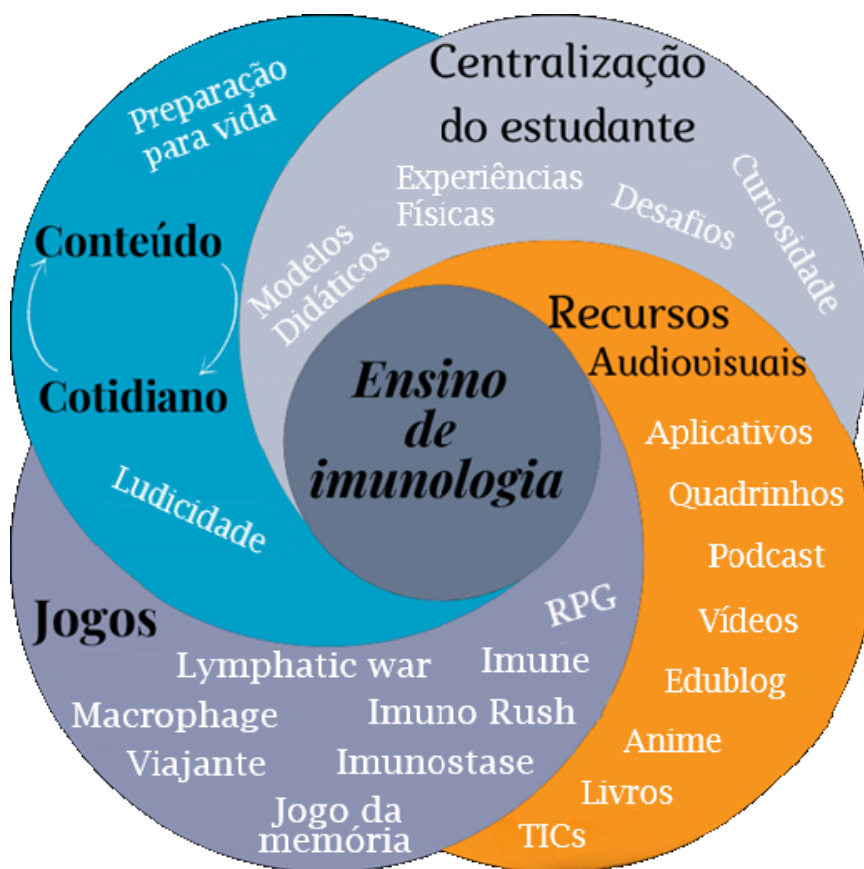 Preparação
para vida
Conteúdo
Cotidiano
Ludicidade
Centralização
do estudante
Experiências
Físicas
Modelos
Didáticos
Desafios
Curiosidade
Recursos
Audiovisuais
Aplicativos
Quadrinhos
Podcast
Vídeos
Edublog
Anime
Livros
TICs
Ensino
de
imunologia
Jogos
RPG
Lymphatic war
Imune
Macrophage
Imuno Rush
Viajante
Imunostase
Jogo da
memória